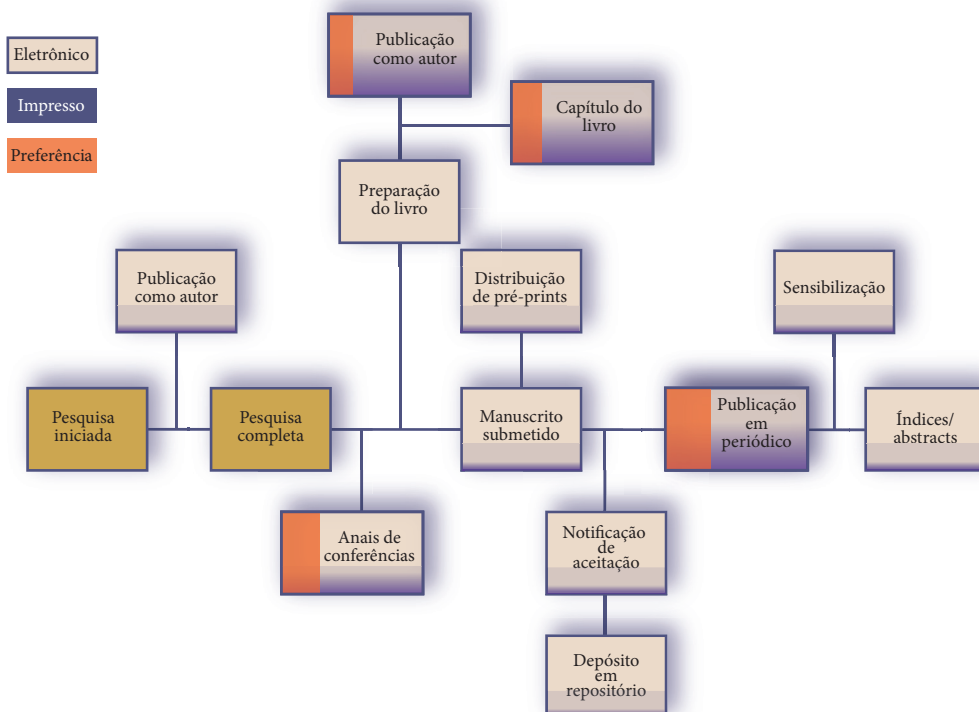 Eletrônico
Impresso
Preferência
Publicação
como autor
Capítulo do
livro
Preparação
do livro
Publicação
como autor
Distribuição
de pré-prints
Sensibilização
Pesquisa
iniciada
Pesquisa
completa
Manuscrito
submetido
Publicação
em
periódico
Índices/
abstracts
Anais de
conferências
Notificação
de
aceitação
Depósito
em
repositório